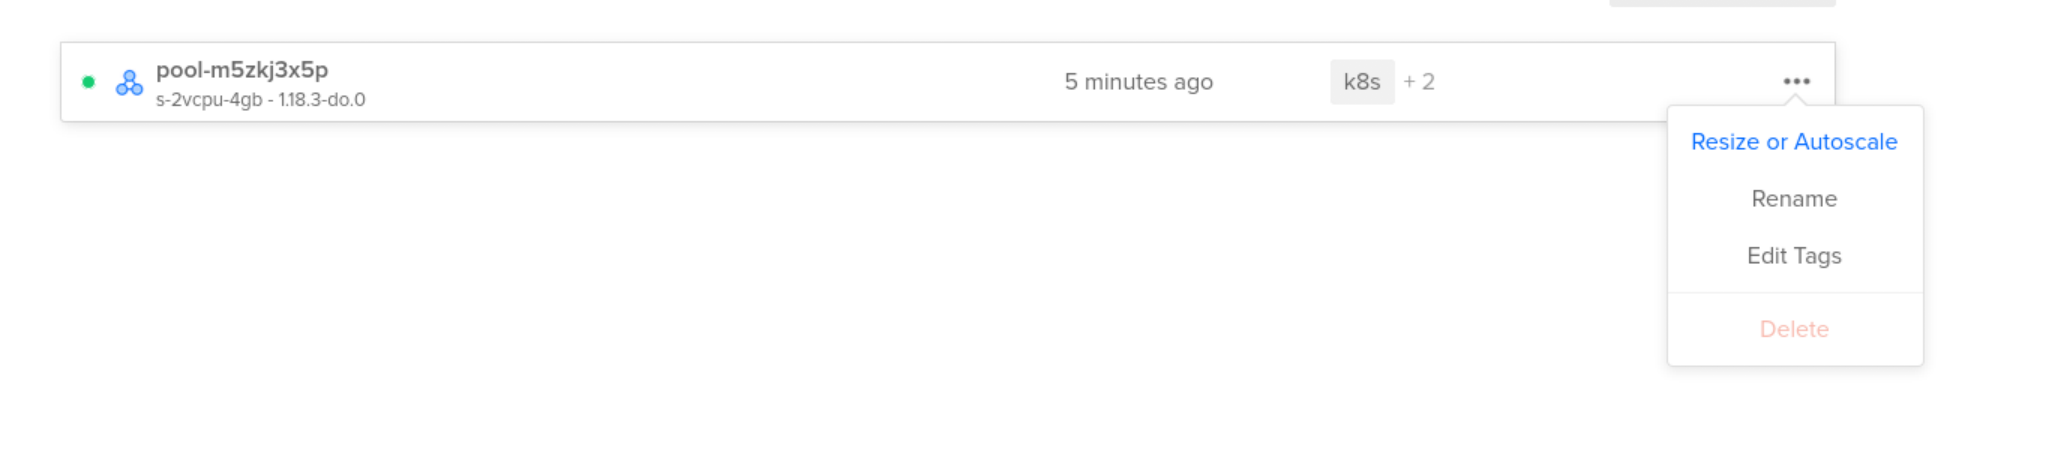 pool-m5zkj3x5p
s-2vcpu-4gb - 1.18.3-do.0
5 minutes ago
k8s
+ 2
Resize or Autoscale
Rename
Edit Tags
Delete